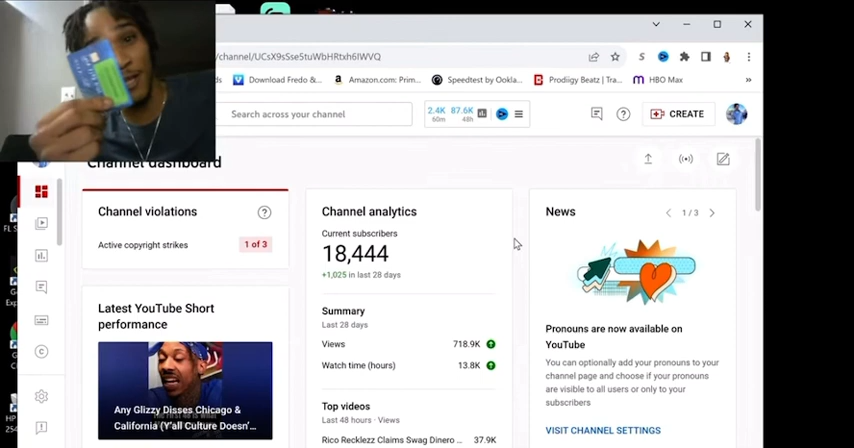 /channel/UCsX9sSse5tuWbHRtxh6IWVQ
ds
Download Fredo &...
Amazon.com: Prim...
Speedtest by Ookla...
Prodiigy Beatz | Tra...
HBO Max
Search across your channel
2.4K 87.6K
60m 48h
CREATE
Channel dashboard
Channel violations
Active copyright strikes 1 of 3
Latest YouTube Short
performance
Any Glizzy Disses Chicago &
California (Y'all Culture Doesn'...
Channel analytics
Current subscribers
18,444
+1,025 in last 28 days
Summary
Last 28 days
Views 718.9K
Watch time (hours) 13.8K
Top videos
Last 48 hours · Views
Rico Recklezz Claims Swag Dinero ... 37.9K
News
1 / 3
Pronouns are now available on
YouTube
You can optionally add your pronouns to your
channel page and choose if your pronouns
are visible to all users or only to your
subscribers
VISIT CHANNEL SETTINGS
FL S
Exp
HP
254